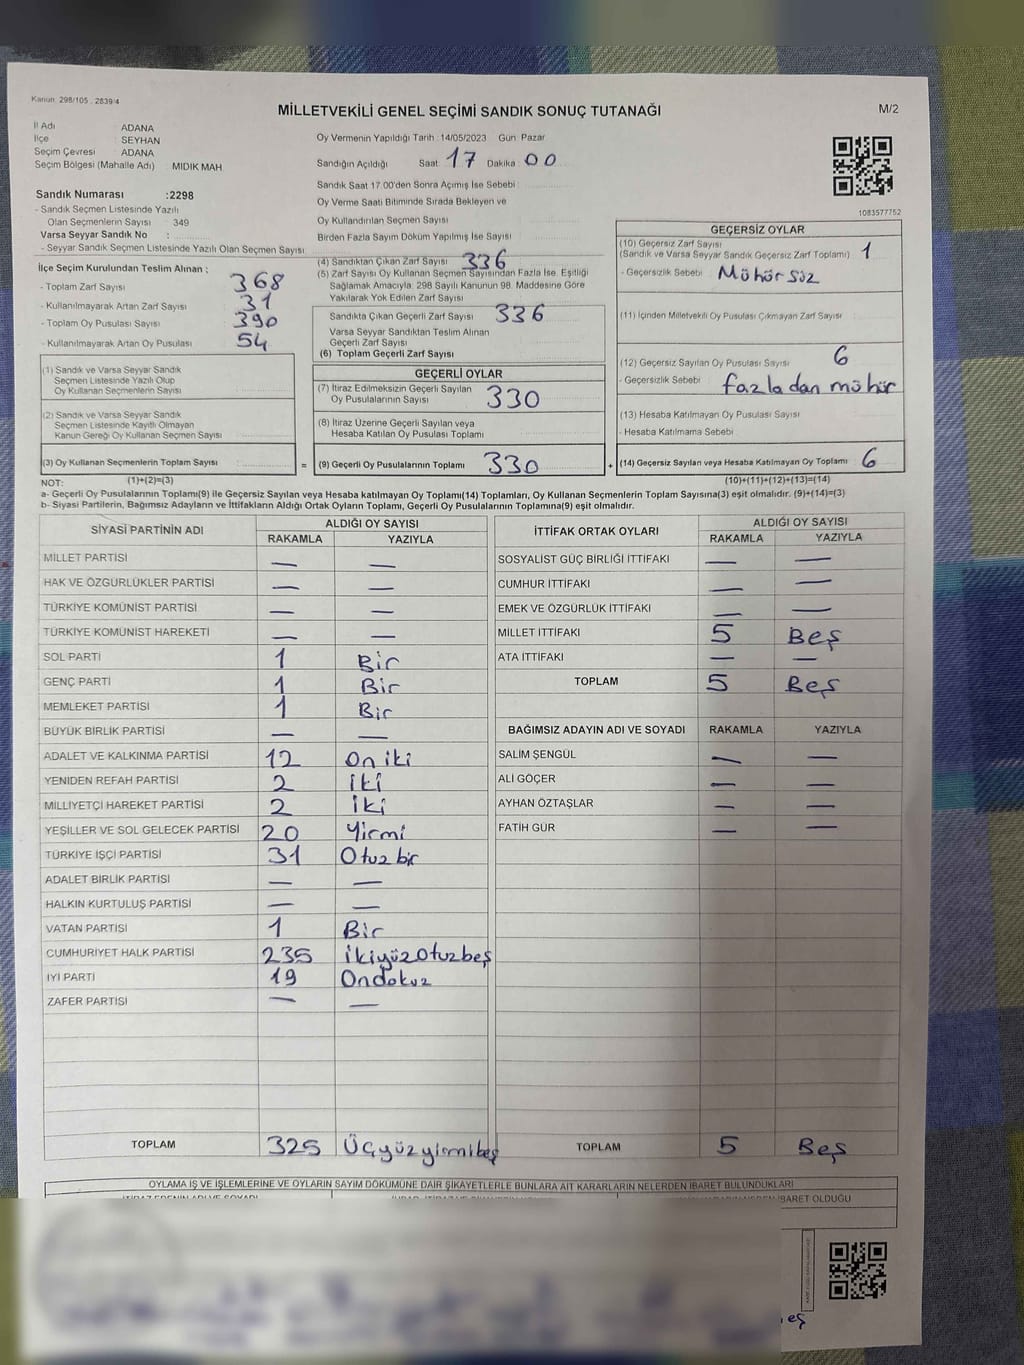 Kanun: 298/105 , 2839/4
MİLLETVEKİLİ GENEL SEÇİMİ SANDIK SONUÇ TUTANAĞI
M/2
İl Adı ADANA
İlçe SEYHAN
Seçim Çevresi : ADANA
Seçim Bölgesi (Mahalle Adı) MIDIK MAH
Sandık Numarası :2298
- Sandık Seçmen Listesinde Yazılı
Olan Seçmenlerin Sayısı : 349
Varsa Seyyar Sandık No :
- Seyyar Sandık Seçmen Listesinde Yazılı Olan Seçmen Sayısı
İlçe Seçim Kurulundan Teslim Alınan ;
- Toplam Zarf Sayısı 368
- Kullanılmayarak Artan Zarf Sayısı 31
- Toplam Oy Pusulası Sayısı 390
- Kullanılmayarak Artan Oy Pusulası 54
(1) Sandık ve Varsa Seyyar Sandık
Seçmen Listesinde Yazılı Olup
Oy Kullanan Seçmenlerin Sayısı
(2) Sandık ve Varsa Seyyar Sandık
Seçmen Listesinde Kayıtlı Olmayan
Kanun Gereği Oy Kullanan Seçmen Sayısı
(3) Oy Kullanan Seçmenlerin Toplam Sayısı
Oy Vermenin Yapıldığı Tarih :14/05/2023 Gün: Pazar
Sandığın Açıldığı Saat: 17 Dakika: 00
Sandık Saat 17.00'den Sonra Açımış İse Sebebi :
Oy Verme Saati Bitiminde Sırada Bekleyen ve
Oy Kullandırılan Seçmen Sayısı
Birden Fazla Sayım Döküm Yapılmış İse Sayısı
(4) Sandıktan Çıkan Zarf Sayısı 336
(5) Zarf Sayısı Oy Kullanan Seçmen Sayısından Fazla İse, Eşitliği
Sağlamak Amacıyla, 298 Sayılı Kanunun 98. Maddesine Göre
Yakılarak Yok Edilen Zarf Sayısı
Sandıkta Çıkan Geçerli Zarf Sayısı 336
Varsa Seyyar Sandıktan Teslim Alınan
Geçerli Zarf Sayısı
(6) Toplam Geçerli Zarf Sayısı
GEÇERLİ OYLAR
(7) İtiraz Edilmeksizin Geçerli Sayılan
Oy Pusulalarının Sayısı 330
(8) İtiraz Üzerine Geçerli Sayılan veya
Hesaba Katılan Oy Pusulası Toplamı
= (9) Geçerli Oy Pusulalarının Toplamı 330
1083577752
GEÇERSİZ OYLAR
(10) Geçersiz Zarf Sayısı
(Sandık ve Varsa Seyyar Sandık Geçersiz Zarf Toplamı) 1
- Geçersizlik Sebebi Mühürsüz
(11) İçinden Milletvekili Oy Pusulası Çıkmayan Zarf Sayısı
(12) Geçersiz Sayılan Oy Pusulası Sayısı 6
- Geçersizlik Sebebi fazladan mühür
(13) Hesaba Katılmayan Oy Pusulası Sayısı
- Hesaba Katılmama Sebebi
+ (14) Geçersiz Sayılan veya Hesaba Katılmayan Oy Toplamı 6
NOT: (1)+(2)=(3) (10)+(11)+(12)+(13)=(14)
a- Geçerli Oy Pusulalarının Toplamı(9) ile Geçersiz Sayılan veya Hesaba Katılmayan Oy Toplamı(14) Toplamları, Oy Kullanan Seçmenlerin Toplam Sayısına(3) eşit olmalıdır. (9)+(14)=(3)
b- Siyasi Partilerin, Bağımsız Adayların ve İttifakların Aldığı Ortak Oyların Toplamı, Geçerli Oy Pusulalarının Toplamına(9) eşit olmalıdır.
SİYASİ PARTİNİN ADI ALDIĞI OY SAYISI
RAKAMLA YAZIYLA
MİLLET PARTİSİ — —
HAK VE ÖZGÜRLÜKLER PARTİSİ — —
TÜRKİYE KOMÜNİST PARTİSİ — —
TÜRKİYE KOMÜNİST HAREKETİ — —
SOL PARTİ 1 Bir
GENÇ PARTİ 1 Bir
MEMLEKET PARTİSİ 1 Bir
BÜYÜK BİRLİK PARTİSİ — —
ADALET VE KALKINMA PARTİSİ 12 On iki
YENİDEN REFAH PARTİSİ 2 İki
MİLLİYETÇİ HAREKET PARTİSİ 2 İki
YEŞİLLER VE SOL GELECEK PARTİSİ 20 Yirmi
TÜRKİYE İŞÇİ PARTİSİ 31 Otuz bir
ADALET BİRLİK PARTİSİ — —
HALKIN KURTULUŞ PARTİSİ — —
VATAN PARTİSİ 1 Bir
CUMHURİYET HALK PARTİSİ 235 İkiyüzOtuzbeş
İYİ PARTİ 19 Ondokuz
ZAFER PARTİSİ — —
TOPLAM 325 Üçyüzyirmibeş
İTTİFAK ORTAK OYLARI ALDIĞI OY SAYISI
RAKAMLA YAZIYLA
SOSYALİST GÜÇ BİRLİĞİ İTTİFAKI — —
CUMHUR İTTİFAKI — —
EMEK VE ÖZGÜRLÜK İTTİFAKI — —
MİLLET İTTİFAKI 5 Beş
ATA İTTİFAKI — —
TOPLAM 5 Beş
BAĞIMSIZ ADAYIN ADI VE SOYADI RAKAMLA YAZIYLA
SALİM ŞENGÜL — —
ALİ GÖÇER — —
AYHAN ÖZTAŞLAR — —
FATİH GÜR — —
TOPLAM 5 Beş
OYLAMA İŞ VE İŞLEMLERİNE VE OYLARIN SAYIM DÖKÜMÜNE DAİR ŞİKAYETLERLE BUNLARA AİT KARARLARIN NELERDEN İBARET BULUNDUKLARI
İBARET OLDUĞU